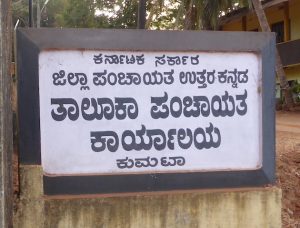 ಕರ್ನಾಟಕ ಸರ್ಕಾರ
ಜಿಲ್ಲಾ ಪಂಚಾಯತ ಉತ್ತರ ಕನ್ನಡ
ತಾಲೂಕಾ ಪಂಚಾಯತ
ಕಾರ್ಯಾಲಯ
ಕುಮಟಾ